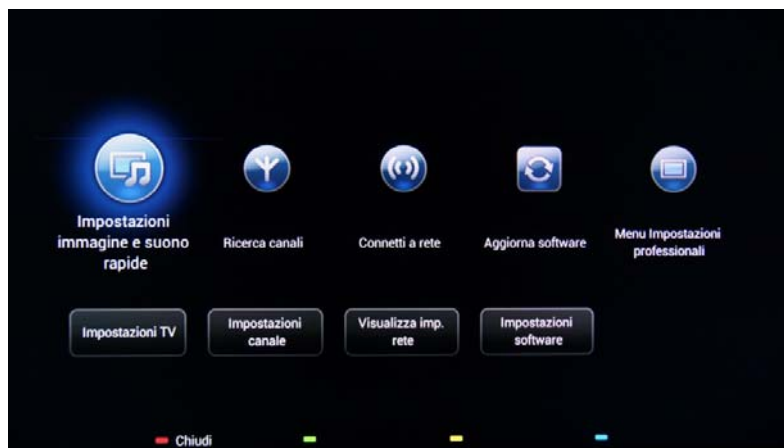 Impostazioni
immagine e suono
rapide
Ricerca canali
Connetti a rete
Aggiorna software
Menu Impostazioni
professionali
Impostazioni TV
Impostazioni
canale
Visualizza imp.
rete
Impostazioni
software
Chiudi